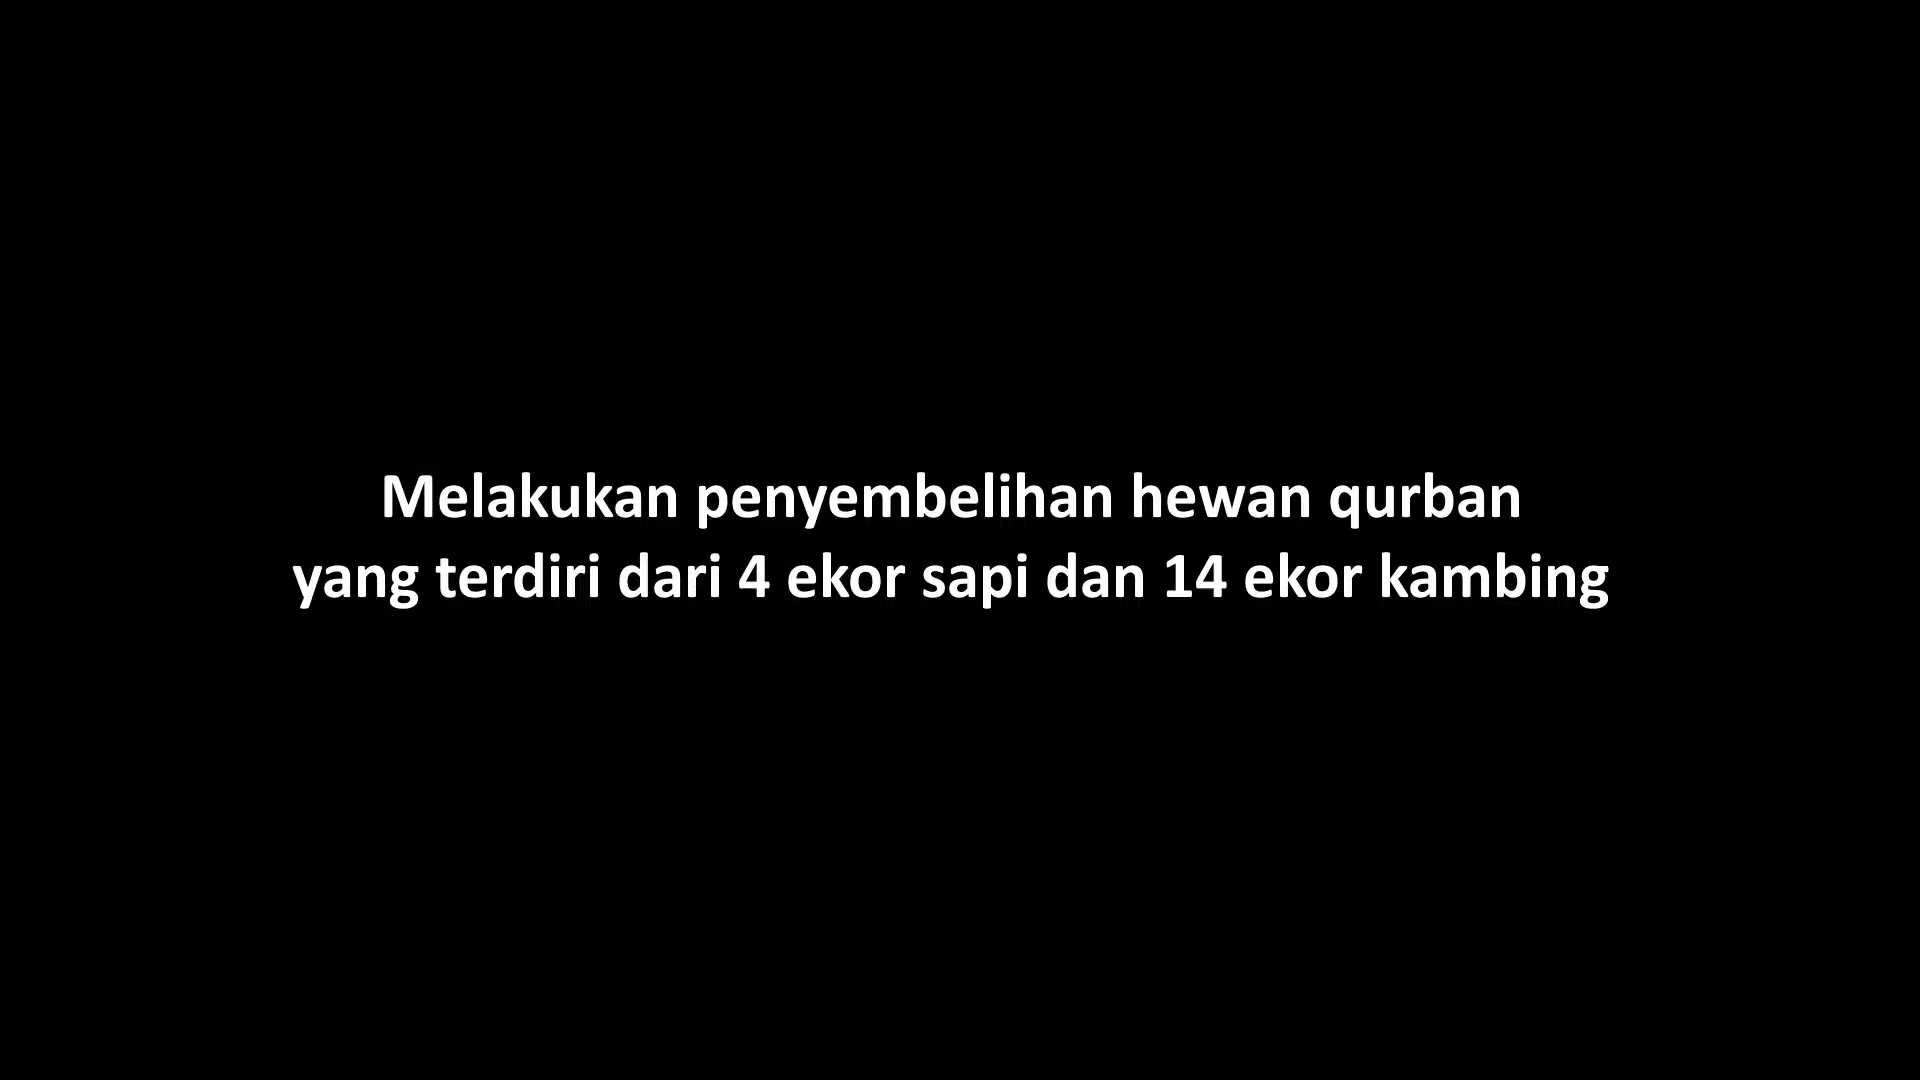 Melakukan penyembelihan hewan qurban
yang terdiri dari 4 ekor sapi dan 14 ekor kambing